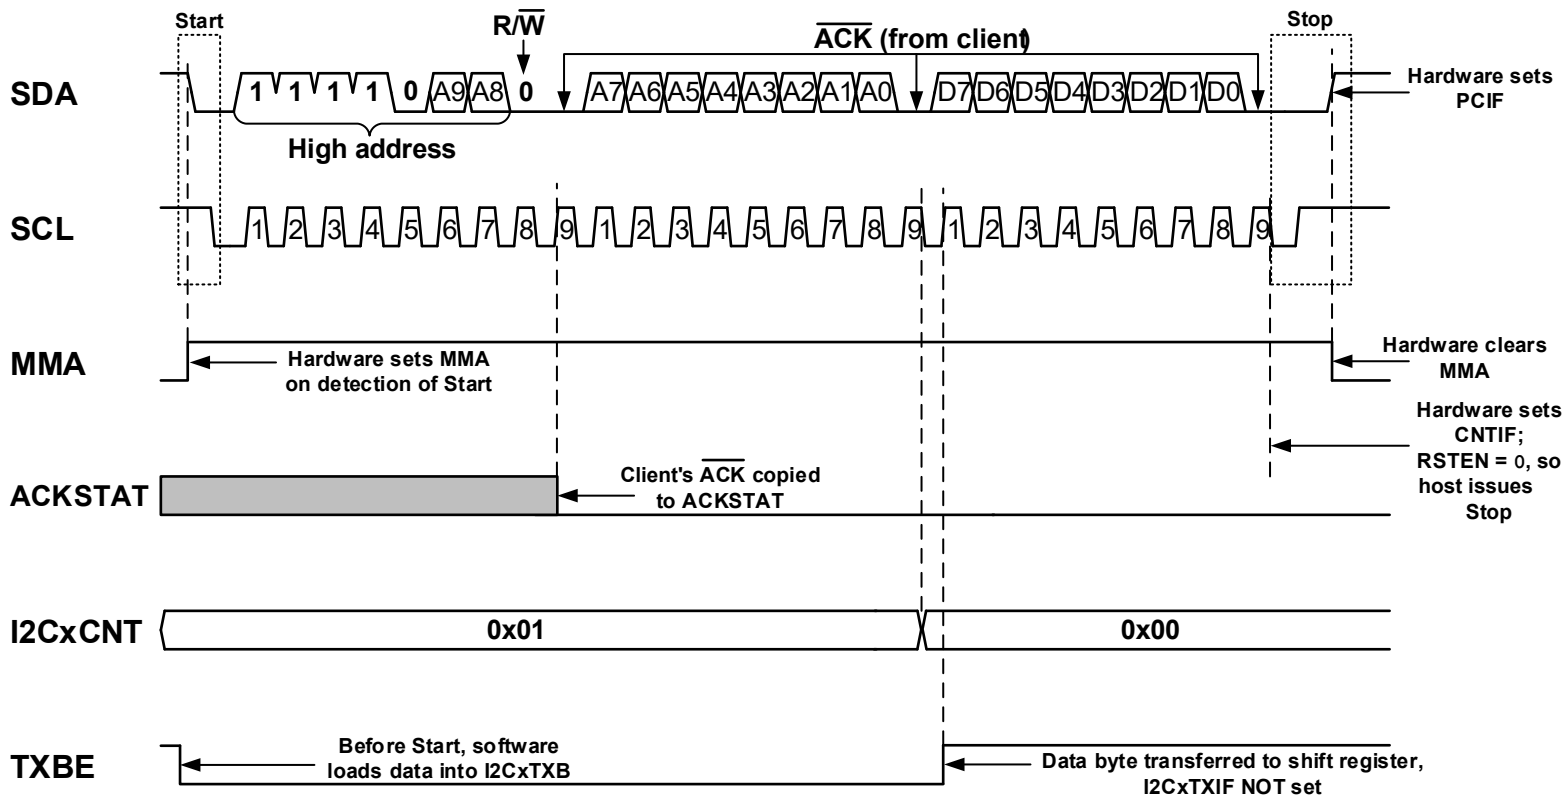 Start
R/W
ACK (from client)
Stop
SDA
1 1 1 1 0 A9 A8 0
A7 A6 A5 A4 A3 A2 A1 A0
D7 D6 D5 D4 D3 D2 D1 D0
Hardware sets
PCIF
High address
SCL
1 2 3 4 5 6 7 8 9 1 2 3 4 5 6 7 8 9 1 2 3 4 5 6 7 8 9
MMA
Hardware sets MMA
on detection of Start
Hardware clears
MMA
Hardware sets
CNTIF;
RSTEN = 0, so
host issues
Stop
ACKSTAT
Client's ACK copied
to ACKSTAT
I2CxCNT
0x01
0x00
TXBE
Before Start, software
loads data into I2CxTXB
Data byte transferred to shift register,
I2CxTXIF NOT set